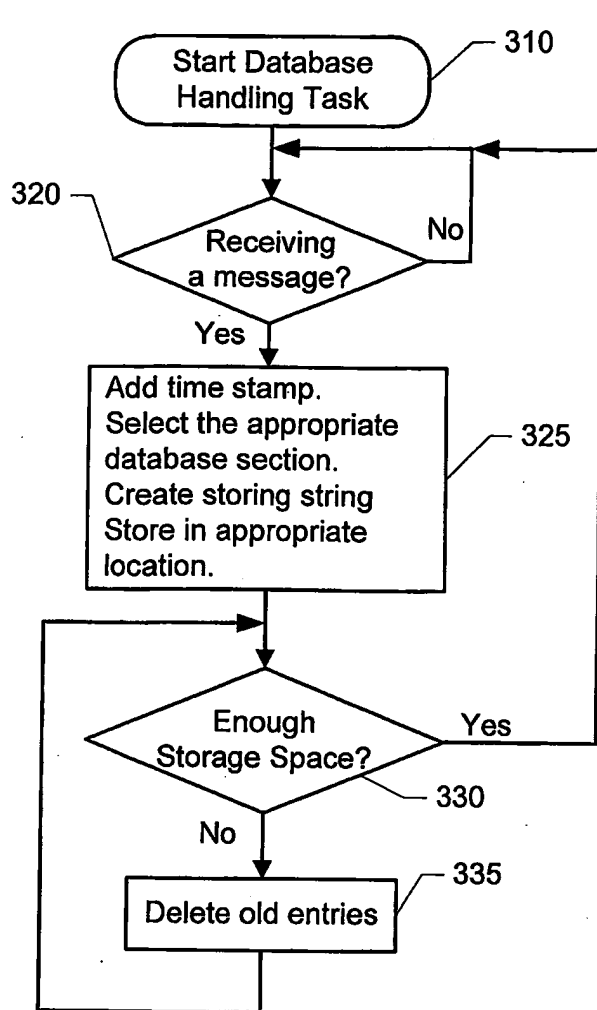 Start Database
Handling Task
310
320
Receiving
a message?
No
Yes
Add time stamp.
Select the appropriate
database section.
Create storing string
Store in appropriate
location.
325
Enough
Storage Space?
Yes
330
No
335
Delete old entries